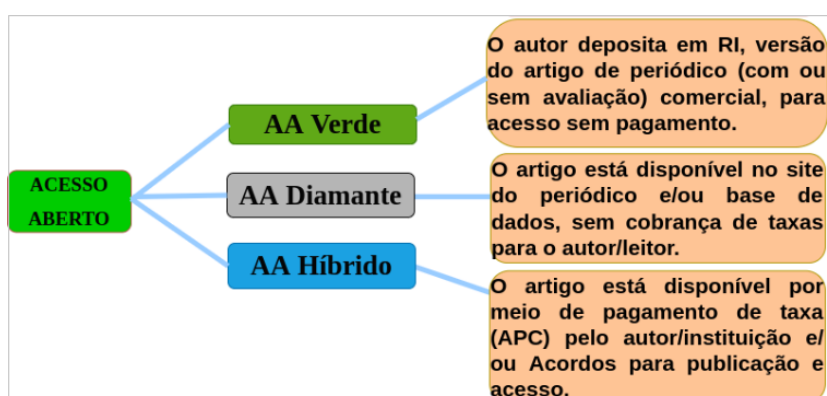 ACESSO
ABERTO
AA Verde
O autor deposita em RI, versão
do artigo de periódico (com ou
sem avaliação) comercial, para
acesso sem pagamento.
AA Diamante
O artigo está disponível no site
do periódico e/ou base de
dados, sem cobrança de taxas
para o autor/leitor.
AA Híbrido
O artigo está disponível por
meio de pagamento de taxa
(APC) pelo autor/instituição e/
ou Acordos para publicação e
acesso.